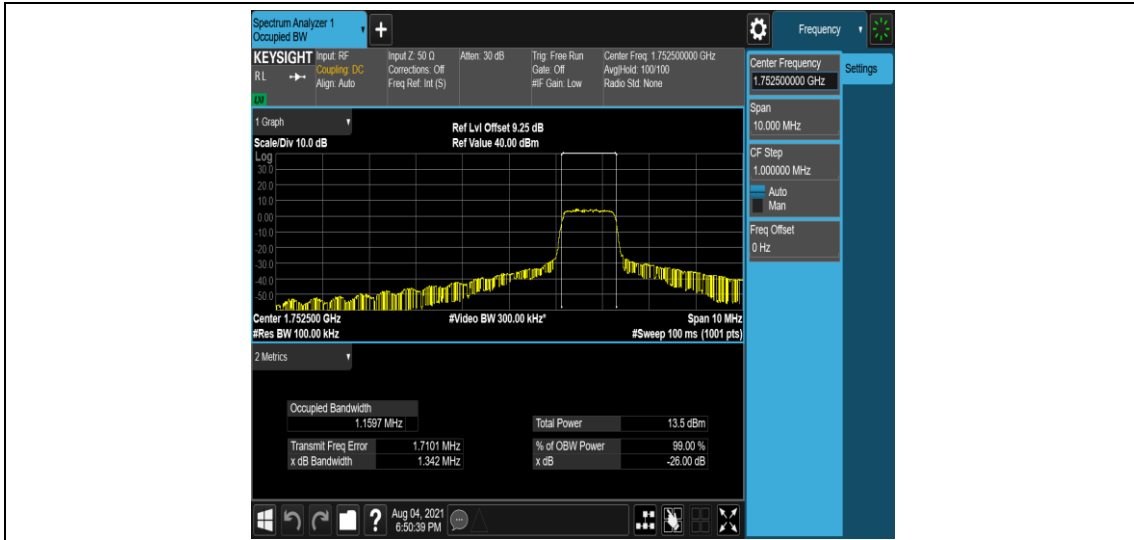 Spectrum Analyzer 1
Occupied BW
+
Frequency
KEYSIGHT
RL
Input: RF
Coupling: DC
Align: Auto
Input Z: 50 Ω
Corrections: Off
Freq Ref: Int (S)
Atten: 30 dB
Trig: Free Run
Gate: Off
#IF Gain: Low
Center Freq: 1.752500000 GHz
Avg|Hold: 100/100
Radio Std: None
Center Frequency
1.752500000 GHz
Settings
Span
10.000 MHz
CF Step
1.000000 MHz
Auto
Man
Freq Offset
0 Hz
1 Graph
Ref Lvl Offset 9.25 dB
Scale/Div 10.0 dB
Ref Value 40.00 dBm
Log
30.0
20.0
10.0
0.00
-10.0
-20.0
-30.0
-40.0
-50.0
Center 1.752500 GHz
#Video BW 300.00 kHz*
Span 10 MHz
#Res BW 100.00 kHz
#Sweep 100 ms (1001 pts)
2 Metrics
Occupied Bandwidth
1.1597 MHz
Total Power 13.5 dBm
Transmit Freq Error 1.7101 MHz
% of OBW Power 99.00 %
x dB Bandwidth 1.342 MHz
x dB -26.00 dB
?
Aug 04, 2021
6:50:39 PM